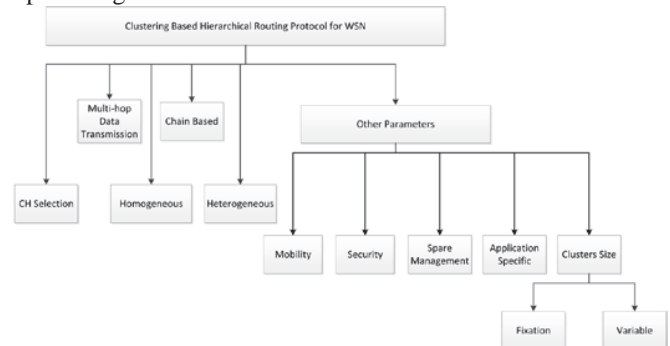 Clustering Based Hierarchical Routing Protocol for WSN
Multi-hop
Data
Transmission
Chain Based
Other Parameters
CH Selection
Homogeneous
Heterogeneous
Mobility
Security
Spare
Management
Application
Specific
Clusters Size
Fixation
Variable